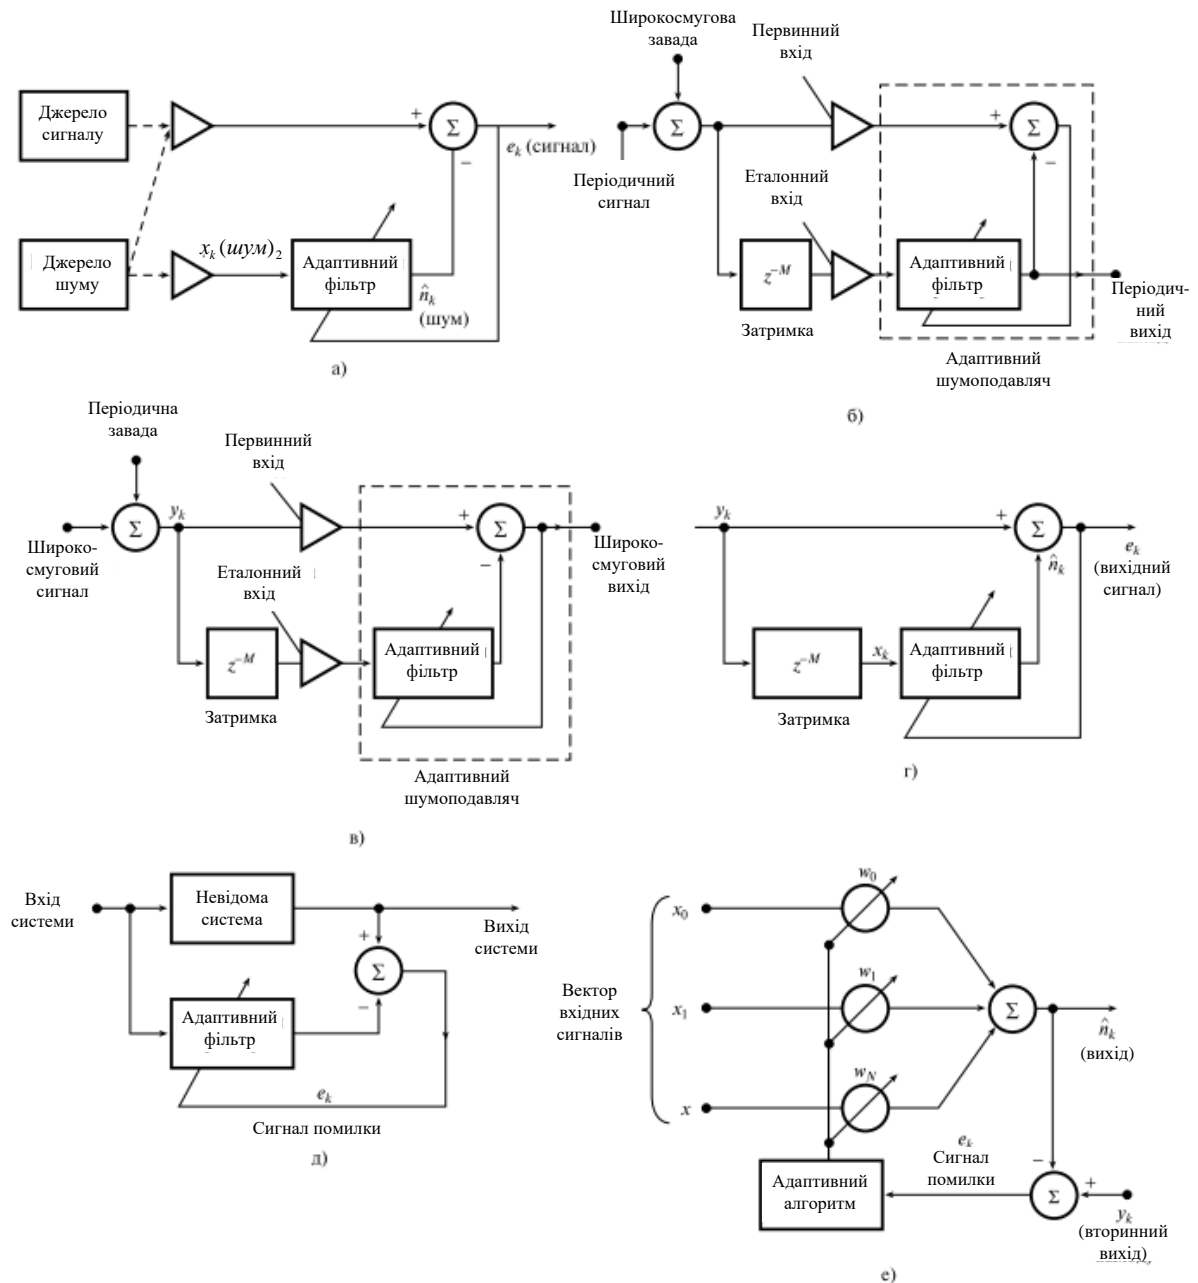 Джерело
сигналу
+
Σ
−
e_k (сигнал)
Джерело
шуму
x_k (шум)_2
Адаптивний
фільтр
n̂_k
(шум)
а)
Широкосмугова
завада
Первинний
вхід
Σ
+
Σ
−
Періодичний
сигнал
Еталонний
вхід
z^{-M}
Затримка
Адаптивний
фільтр
Періодич-
ний
вихід
Адаптивний
шумоподавляч
б)
Періодична
завада
Первинний
вхід
Σ
y_k
+
Σ
−
Широко-
смуговий
сигнал
Широко-
смуговий
вихід
Еталонний
вхід
z^{-M}
Затримка
Адаптивний
фільтр
Адаптивний
шумоподавляч
в)
y_k
+
Σ
n̂_k
e_k
(вихідний
сигнал)
z^{-M}
x_k
Адаптивний
фільтр
Затримка
г)
Вхід
системи
Невідома
система
Вихід
системи
+
Σ
−
Адаптивний
фільтр
e_k
Сигнал помилки
д)
w_0
x_0
Вектор
вхідних
сигналів
w_1
x_1
Σ
n̂_k
(вихід)
w_N
x
Адаптивний
алгоритм
e_k
Сигнал
помилки
−
Σ
+
y_k
(вторинний
вихід)
е)